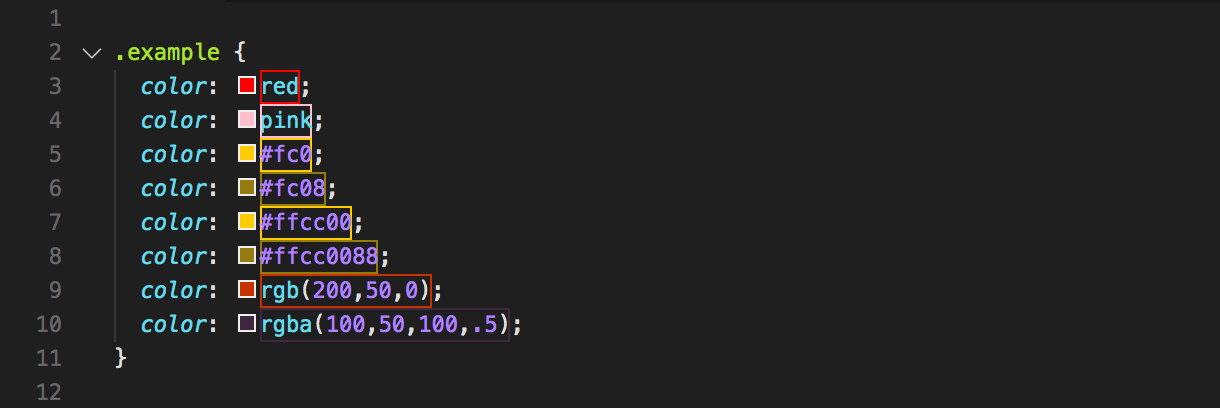 1
2 .example {
3 color: red;
4 color: pink;
5 color: #fc0;
6 color: #fc08;
7 color: #ffcc00;
8 color: #ffcc0088;
9 color: rgb(200,50,0);
10 color: rgba(100,50,100,.5);
11 }
12